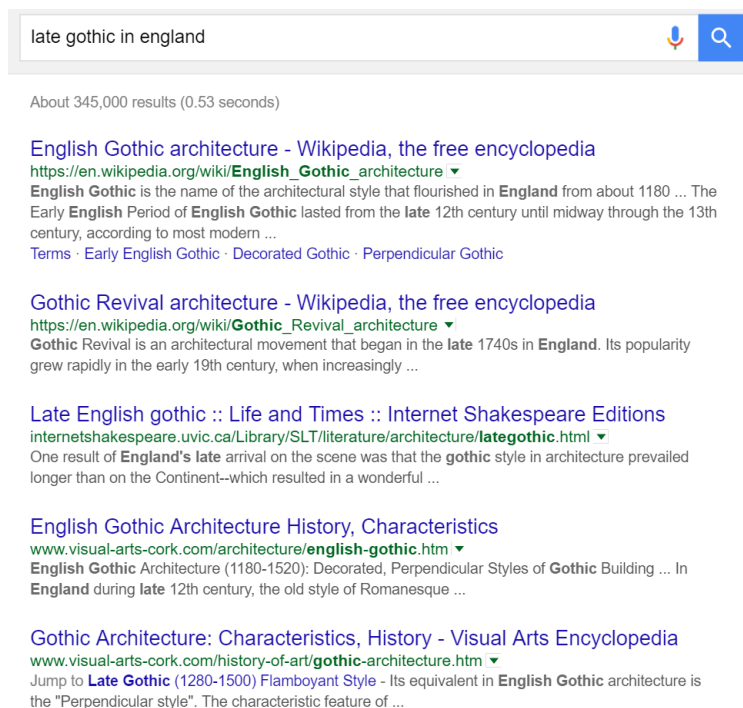 late gothic in england
About 345,000 results (0.53 seconds)
English Gothic architecture - Wikipedia, the free encyclopedia
https://en.wikipedia.org/wiki/English_Gothic_architecture
English Gothic is the name of the architectural style that flourished in England from about 1180 ... The
Early English Period of English Gothic lasted from the late 12th century until midway through the 13th
century, according to most modern ...
Terms · Early English Gothic · Decorated Gothic · Perpendicular Gothic
Gothic Revival architecture - Wikipedia, the free encyclopedia
https://en.wikipedia.org/wiki/Gothic_Revival_architecture
Gothic Revival is an architectural movement that began in the late 1740s in England. Its popularity
grew rapidly in the early 19th century, when increasingly ...
Late English gothic :: Life and Times :: Internet Shakespeare Editions
internetshakespeare.uvic.ca/Library/SLT/literature/architecture/lategothic.html
One result of England's late arrival on the scene was that the gothic style in architecture prevailed
longer than on the Continent--which resulted in a wonderful ...
English Gothic Architecture History, Characteristics
www.visual-arts-cork.com/architecture/english-gothic.htm
English Gothic Architecture (1180-1520): Decorated, Perpendicular Styles of Gothic Building ... In
England during late 12th century, the old style of Romanesque ...
Gothic Architecture: Characteristics, History - Visual Arts Encyclopedia
www.visual-arts-cork.com/history-of-art/gothic-architecture.htm
Jump to Late Gothic (1280-1500) Flamboyant Style - Its equivalent in English Gothic architecture is
the "Perpendicular style". The characteristic feature of ...